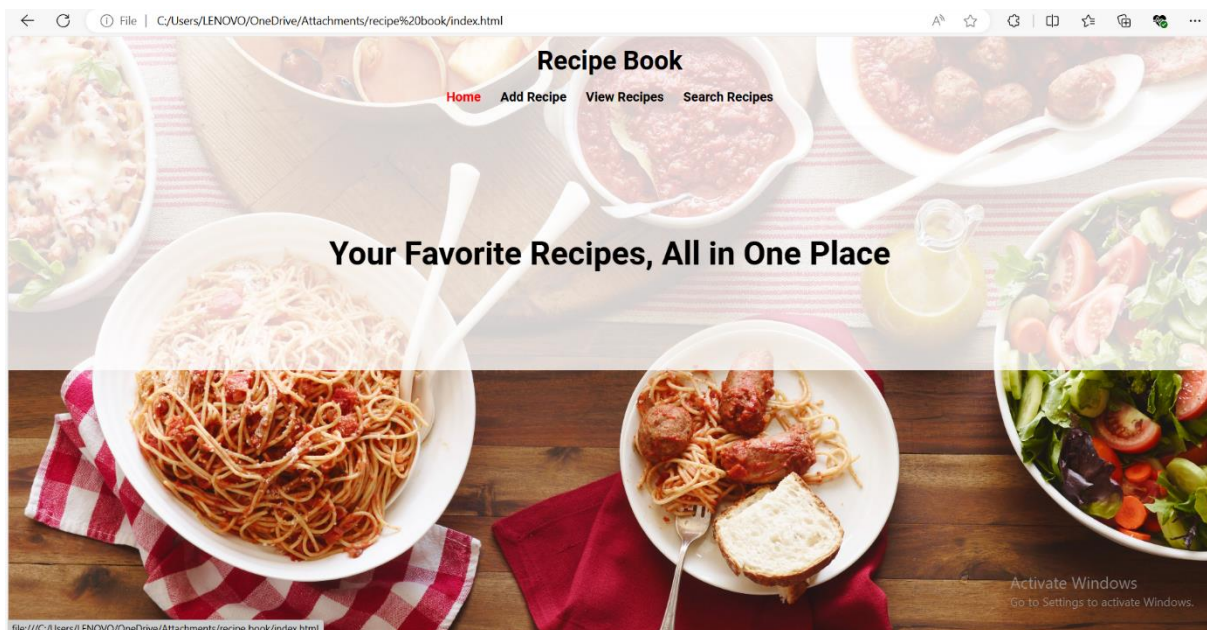 File
C:/Users/LENOVO/OneDrive/Attachments/recipe%20book/index.html
Recipe Book
Home Add Recipe View Recipes Search Recipes
Your Favorite Recipes, All in One Place
Activate Windows
Go to Settings to activate Windows.
file:///C:/Users/LENOVO/OneDrive/Attachments/recipe book/index.html